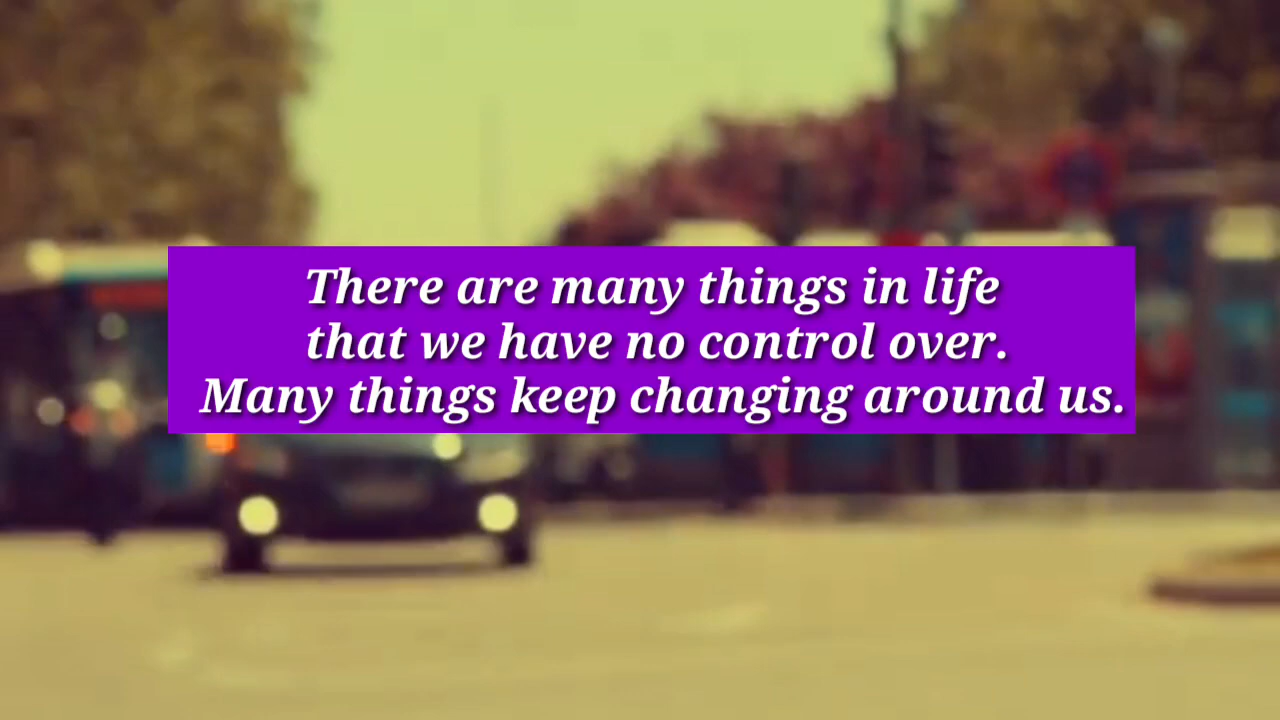 There are many things in life
that we have no control over.
Many things keep changing around us.